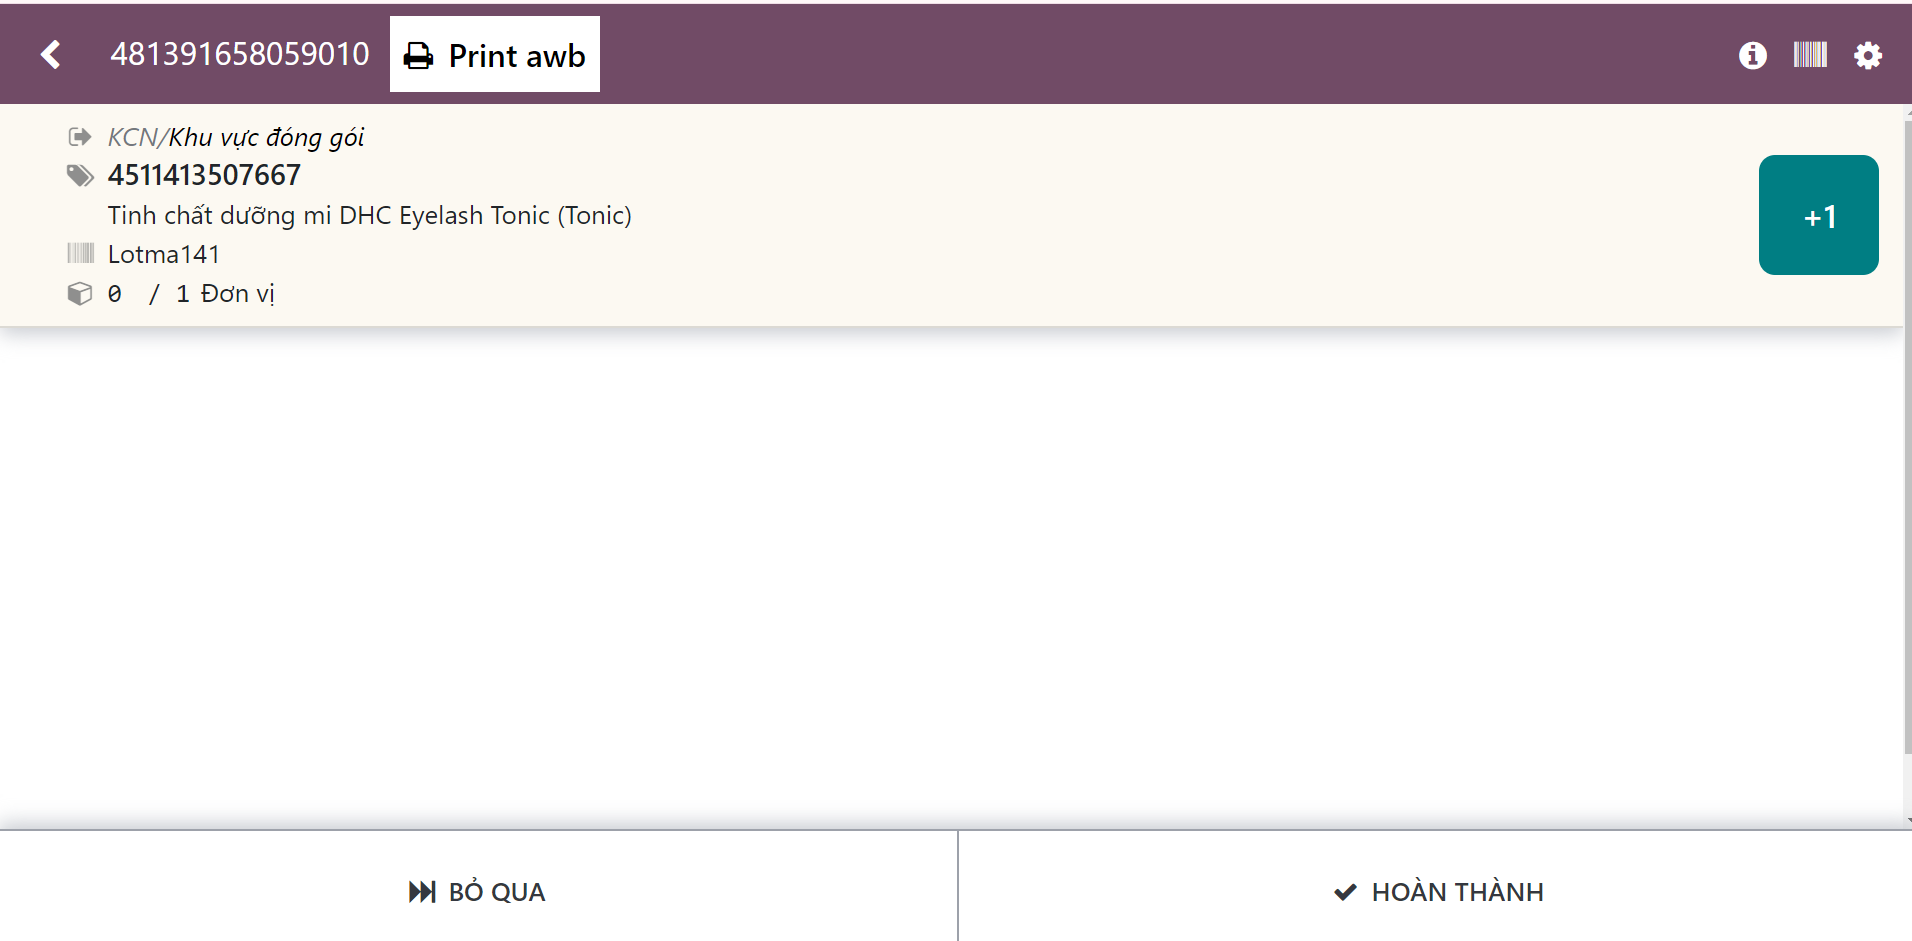 481391658059010 Print awb
KCN/Khu vực đóng gói
4511413507667
Tinh chất dưỡng mi DHC Eyelash Tonic (Tonic)
+1
Lotma141
0 / 1 Đơn vị
BỎ QUA
HOÀN THÀNH